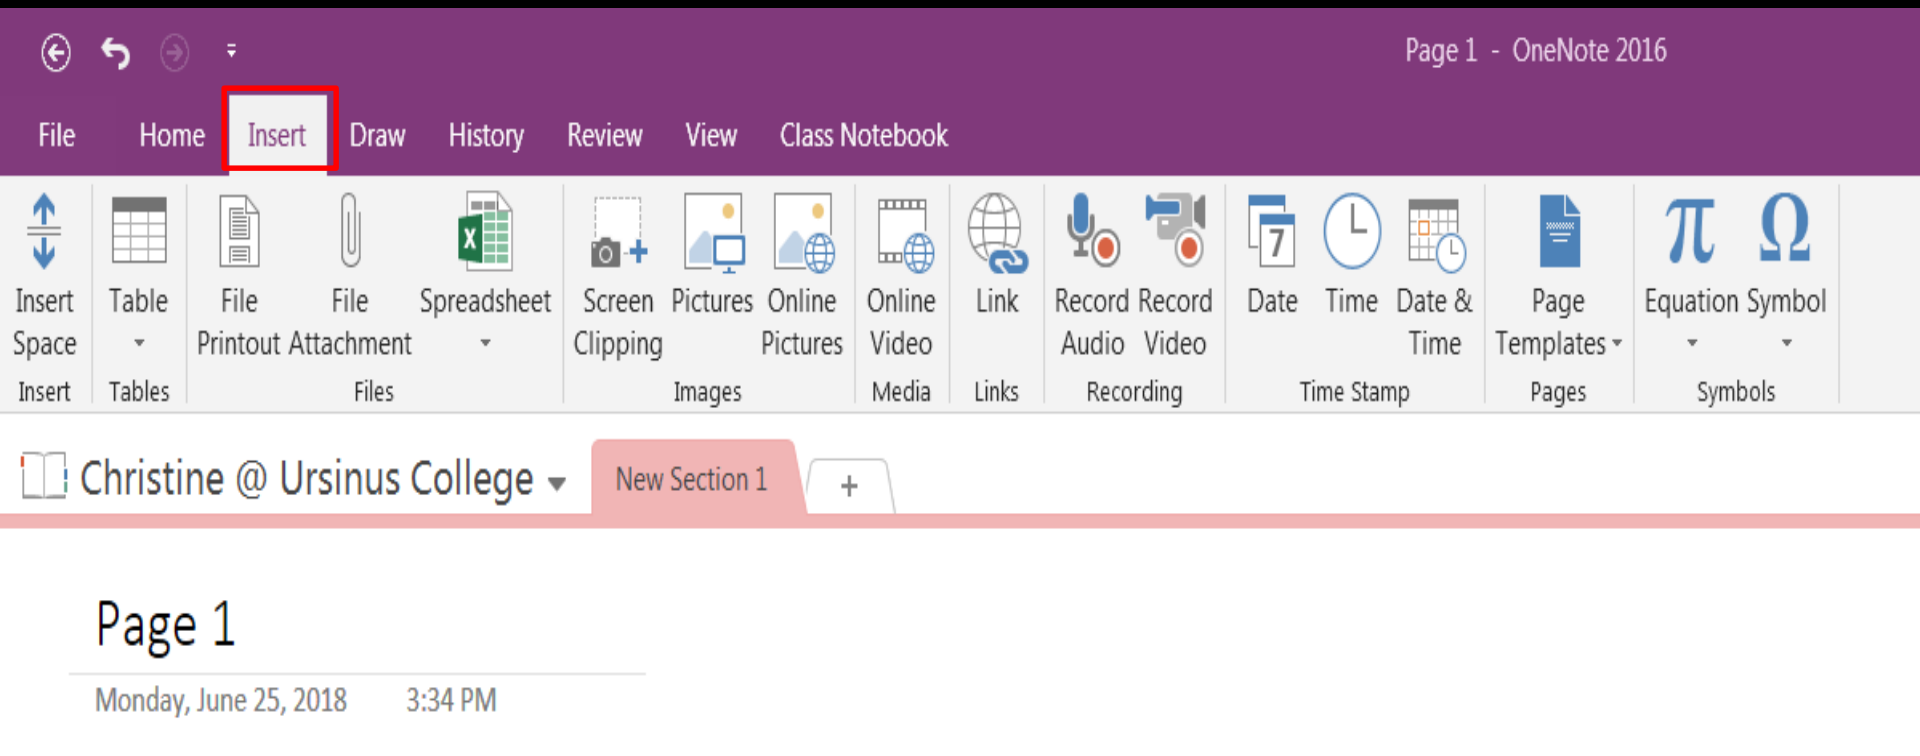 Page 1 - OneNote 2016
File Home Insert Draw History Review View Class Notebook
7
X
π Ω
Insert Table File File Spreadsheet Screen Pictures Online Online Link Record Record Date Time Date & Page Equation Symbol
Space Printout Attachment Clipping Pictures Video Audio Video Time Templates
Insert Tables Files Images Media Links Recording Time Stamp Pages Symbols
Christine @ Ursinus College New Section 1 +
Page 1
Monday, June 25, 2018 3:34 PM